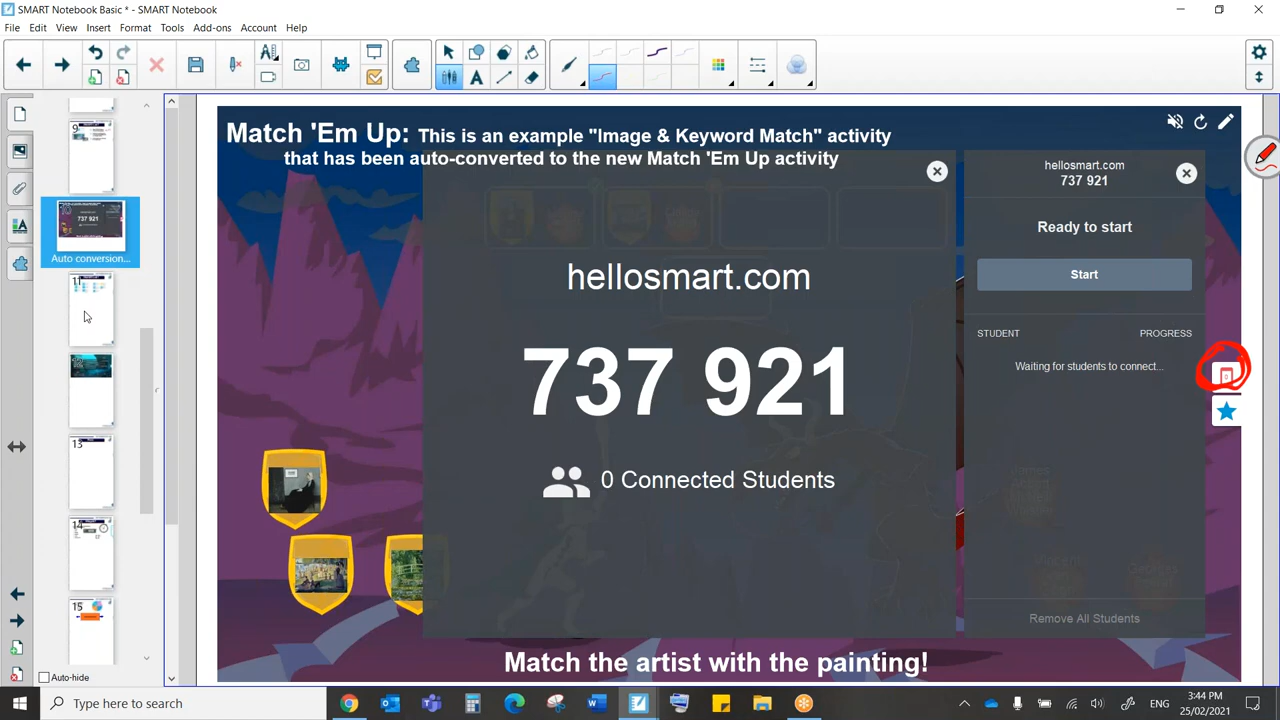 SMART Notebook Basic * - SMART Notebook
File Edit View Insert Format Tools Add-ons Account Help
Match 'Em Up: This is an example "Image & Keyword Match" activity
that has been auto-converted to the new Match 'Em Up activity
hellosmart.com
737 921
0 Connected Students
hellosmart.com
737 921
Ready to start
Start
STUDENT PROGRESS
Waiting for students to connect...
Remove All Students
Match the artist with the painting!
9
737 921
Auto conversion...
11
13
14
15
Auto-hide
Type here to search
ENG
3:44 PM
25/02/2021